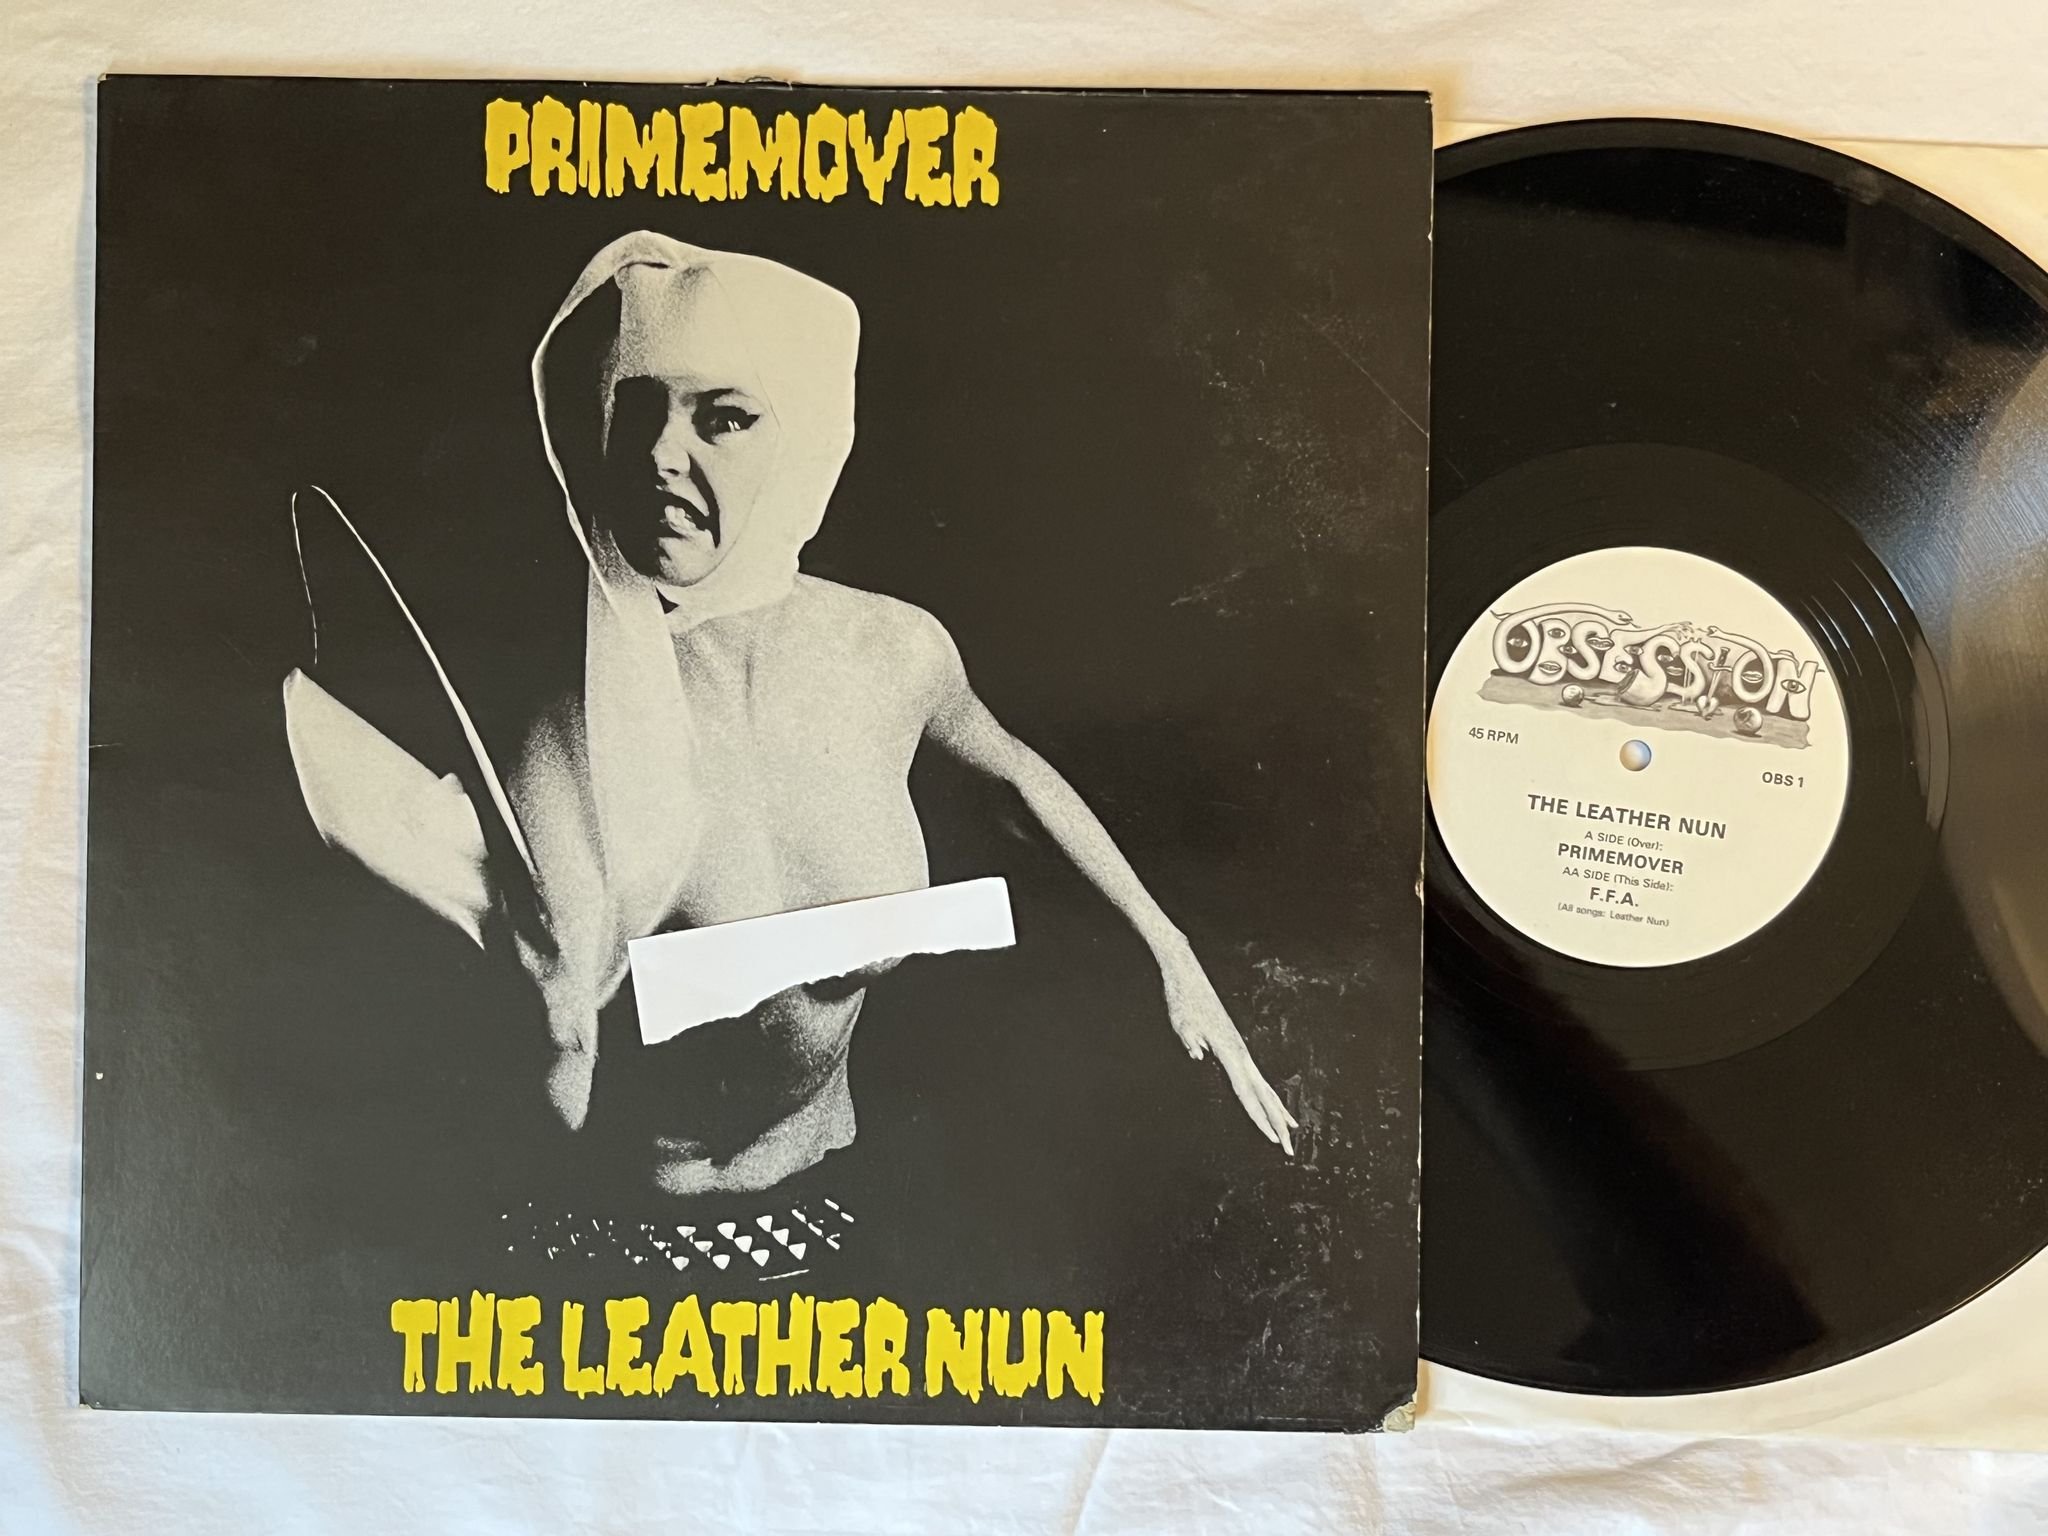 PRIMEMOVER
THE LEATHER NUN
OBSESSION
45 RPM
OBS 1
THE LEATHER NUN
A SIDE (Over):
PRIMEMOVER
AA SIDE (This Side):
F.F.A.
(All songs: Leather Nun)